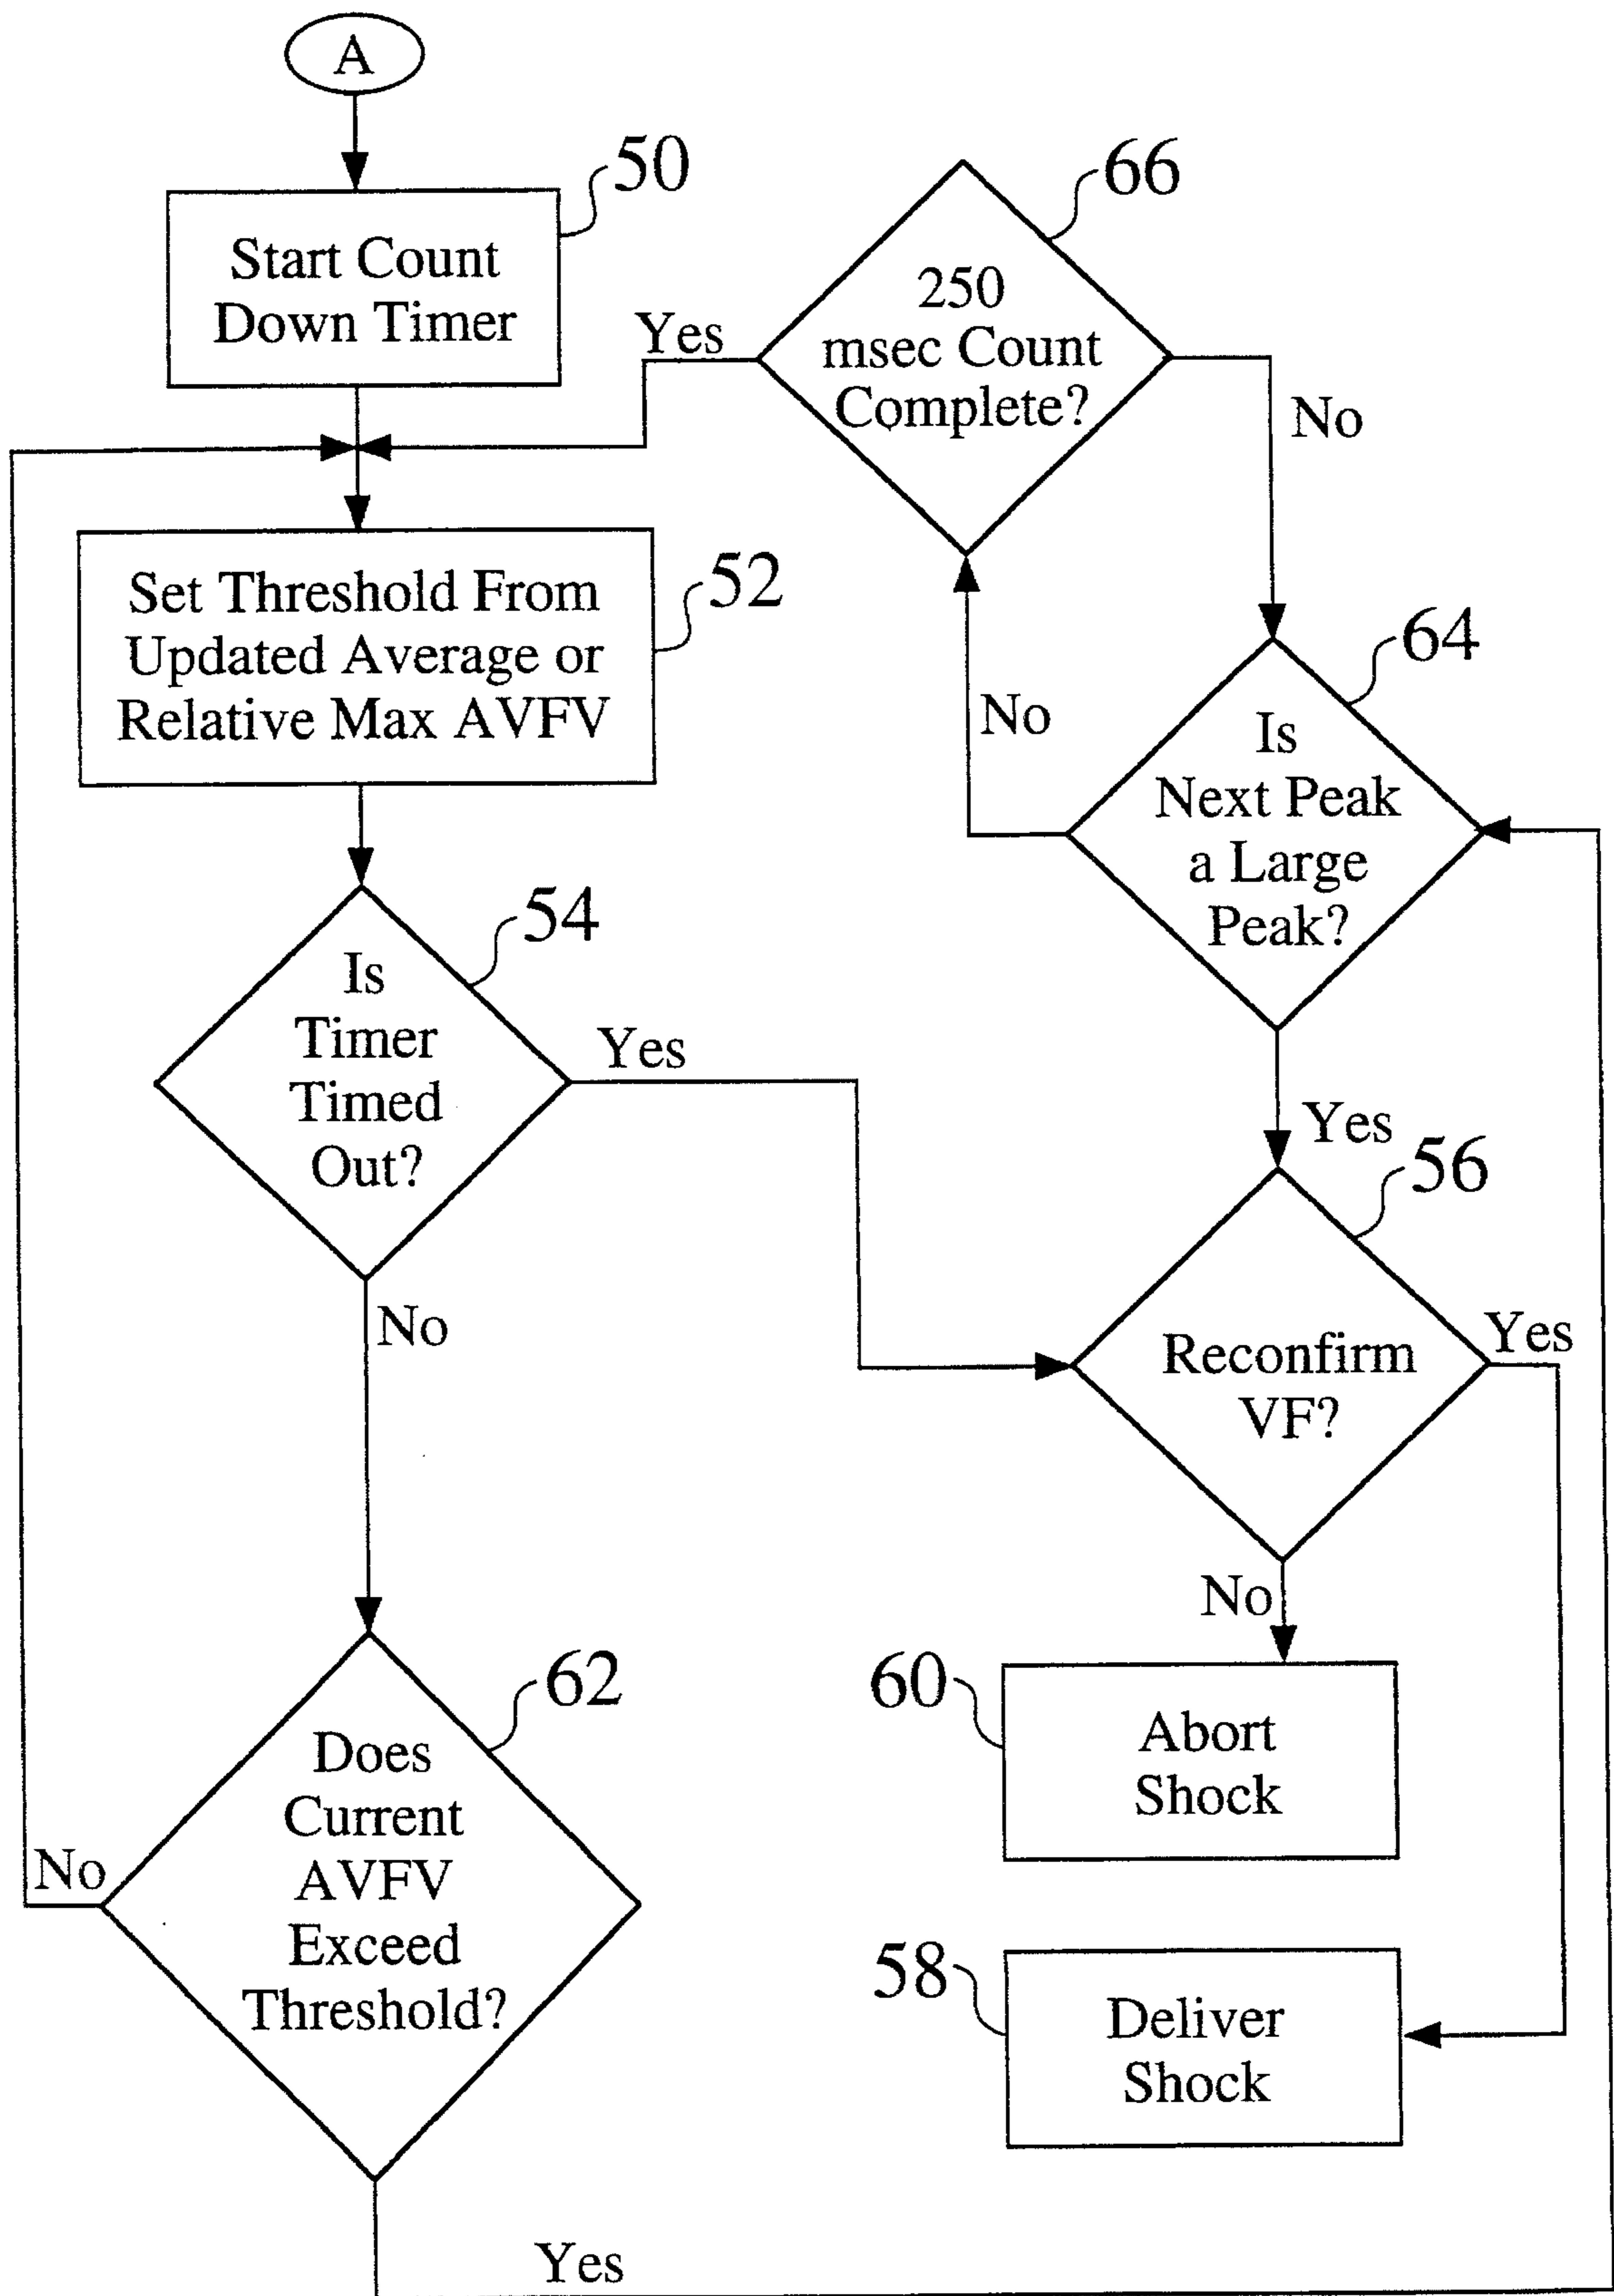 A
50
Start Count
Down Timer
66
250
msec Count
Complete?
Yes
No
52
Set Threshold From
Updated Average or
Relative Max AVFV
64
Is
Next Peak
a Large
Peak?
No
Yes
54
Is
Timer
Timed
Out?
Yes
No
56
Reconfirm
VF?
Yes
No
60
Abort
Shock
62
Does
Current
AVFV
Exceed
Threshold?
No
Yes
58
Deliver
Shock